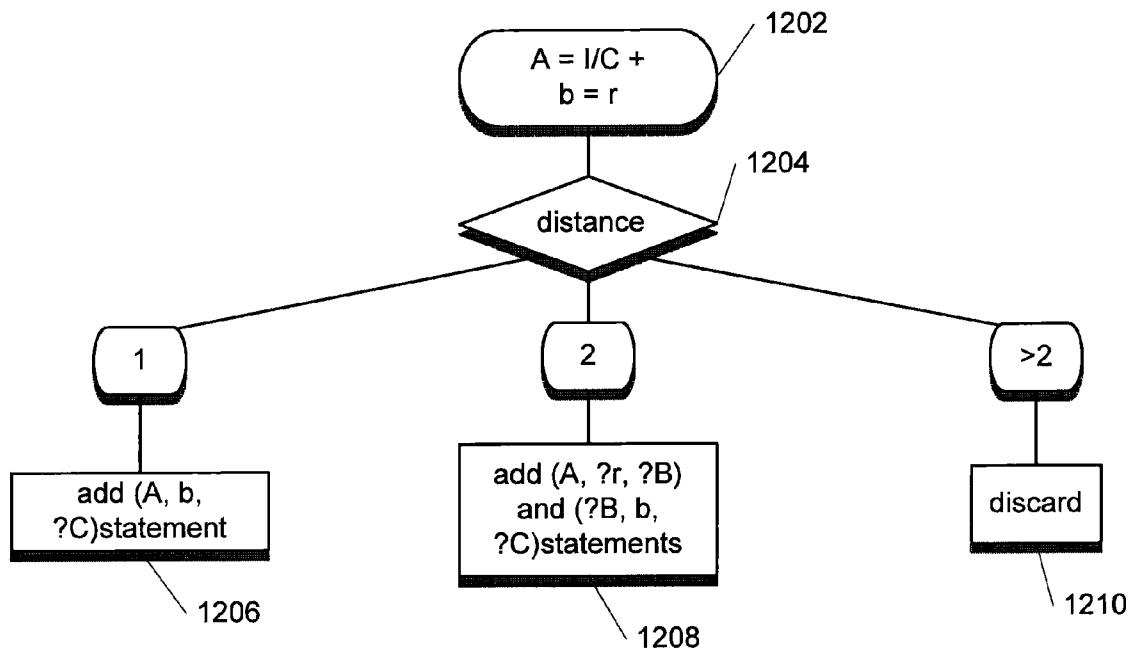 1202
A = I/C +
b = r
1204
distance
1
2
>2
add (A, b,
?C)statement
add (A, ?r, ?B)
and (?B, b,
?C)statements
discard
1206
1208
1210